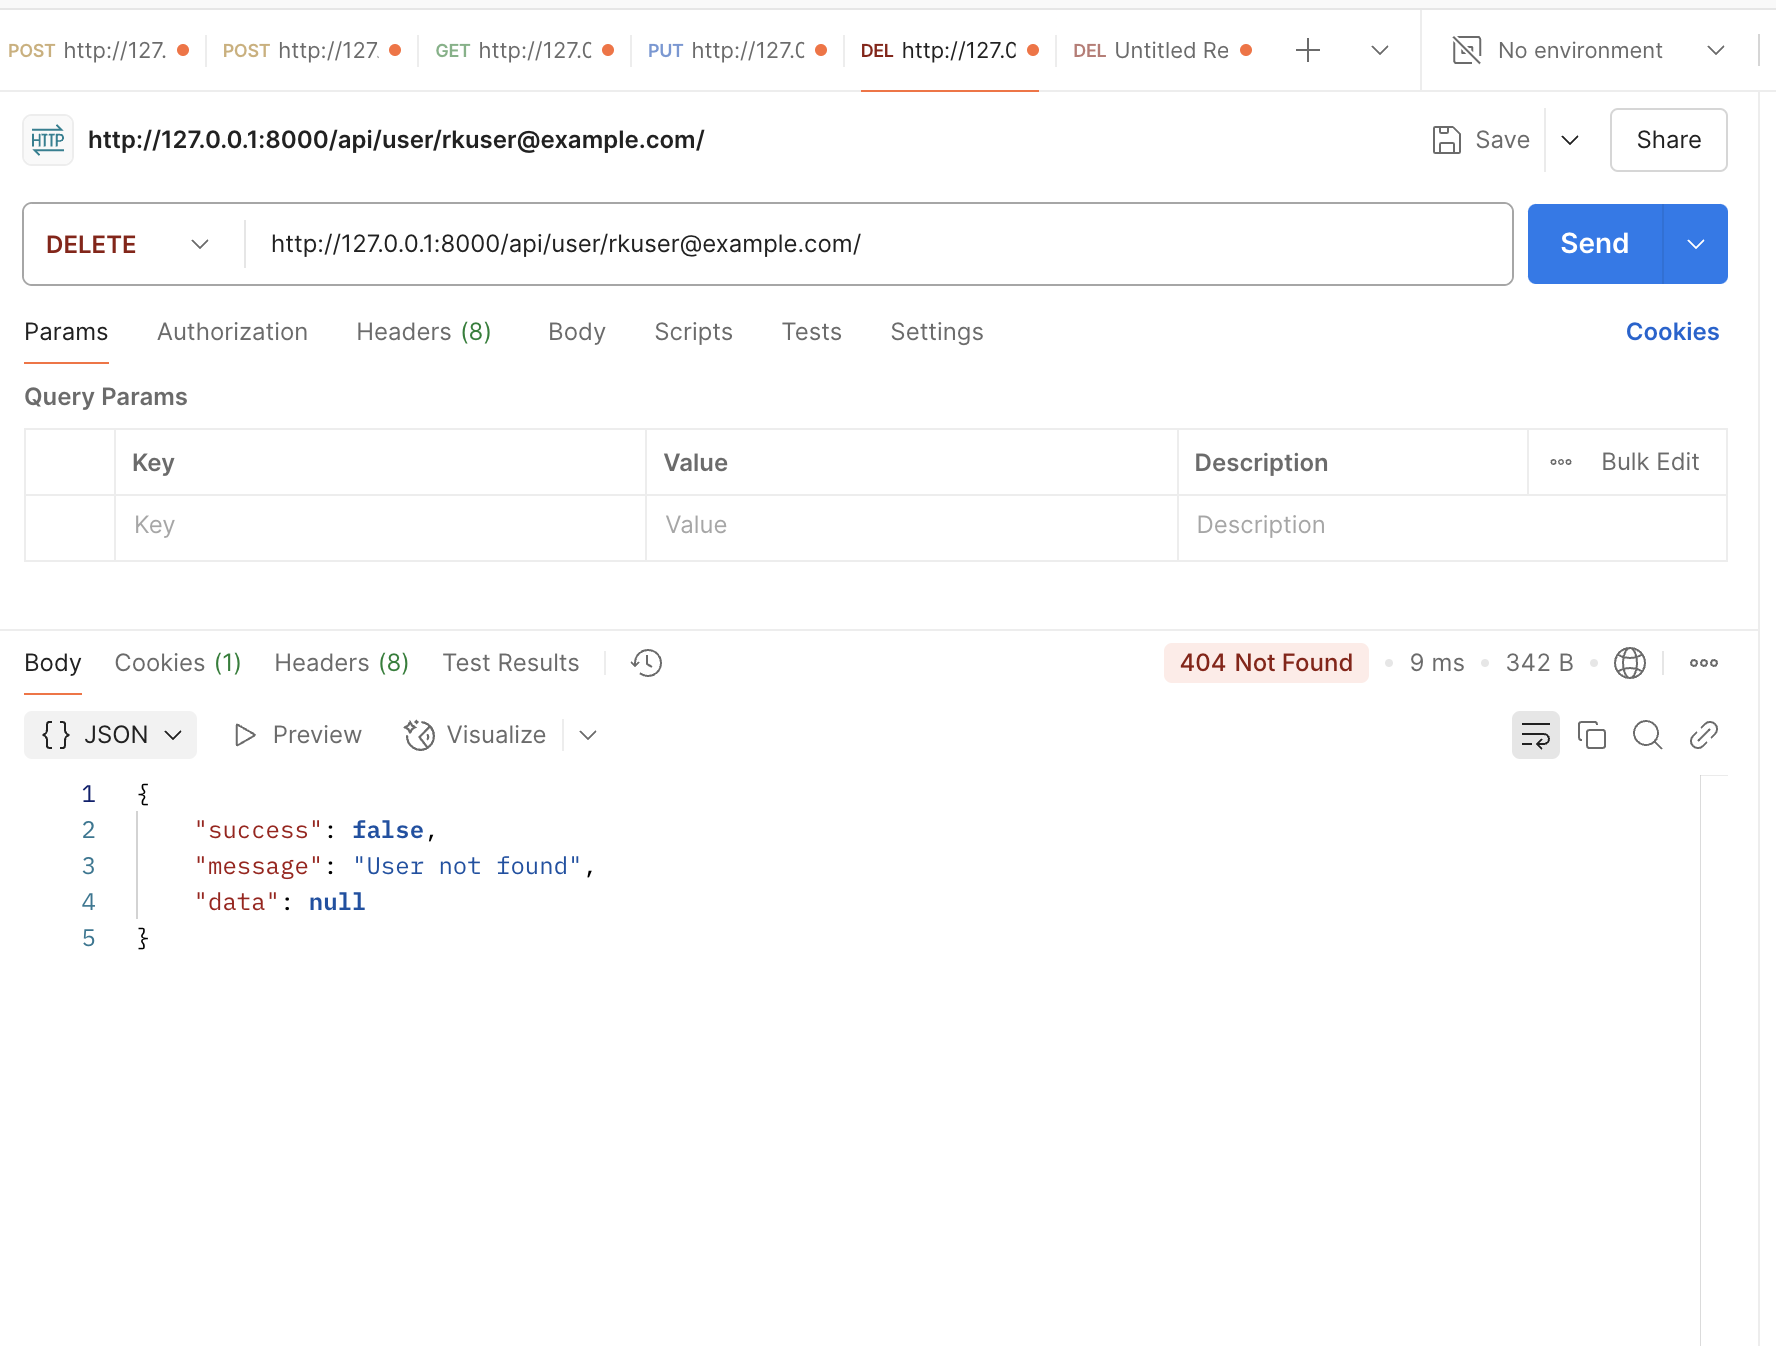 POST http://127. POST http://127. GET http://127.0 PUT http://127.0 DEL http://127.0 DEL Untitled Re No environment
HTTP http://127.0.0.1:8000/api/user/rkuser@example.com/ Save Share
DELETE http://127.0.0.1:8000/api/user/rkuser@example.com/ Send
Params Authorization Headers (8) Body Scripts Tests Settings Cookies
Query Params
Key Value Description Bulk Edit
Key Value Description
Body Cookies (1) Headers (8) Test Results 404 Not Found 9 ms 342 B
{} JSON Preview Visualize
1 {
2 "success": false,
3 "message": "User not found",
4 "data": null
5 }